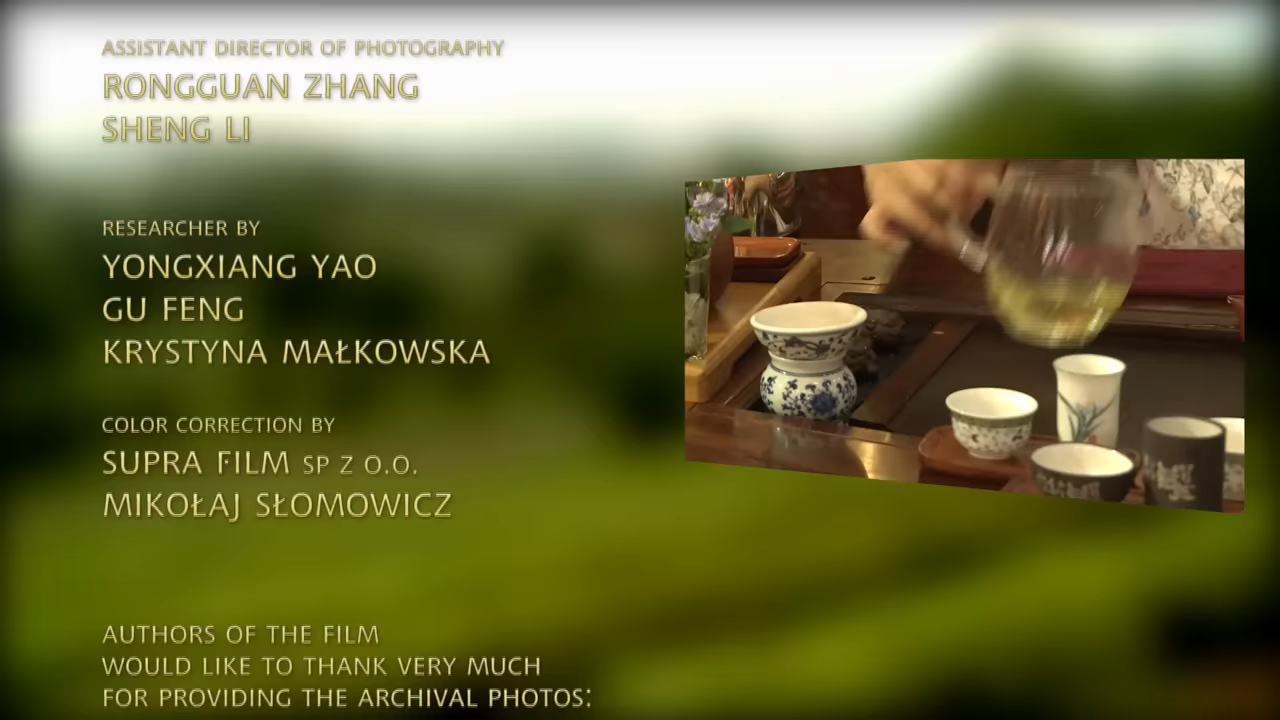 ASSISTANT DIRECTOR OF PHOTOGRAPHY
RONGGUAN ZHANG
SHENG LI
RESEARCHER BY
YONGXIANG YAO
GU FENG
KRYSTYNA MAŁKOWSKA
COLOR CORRECTION BY
SUPRA FILM SP Z O.O.
MIKOŁAJ SŁOMOWICZ
AUTHORS OF THE FILM
WOULD LIKE TO THANK VERY MUCH
FOR PROVIDING THE ARCHIVAL PHOTOS: